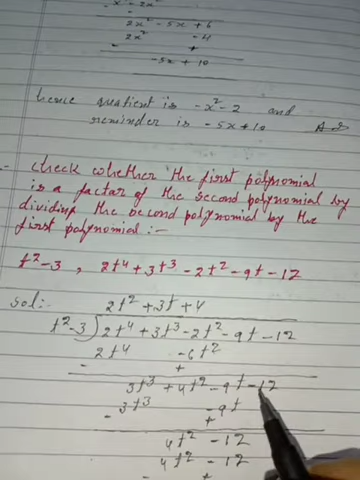 -x² - 2x²
-
2x² - 5x + 6
2x² - 4
- +
-5x + 10
hence quotient is -x² - 2 and
reminder is -5x + 10 Ans
- check whether the first polynomial
is a factor of the second polynomial by
dividing the second polynomial by the
first polynomial :-
t² - 3 , 2t⁴ + 3t³ - 2t² - 9t - 12
sol:- 2t² + 3t + 4
t² - 3 ) 2t⁴ + 3t³ - 2t² - 9t - 12
2t⁴ - 6t²
- +
3t³ + 4t² - 9t - 12
3t³ - 9t
- +
4t² - 12
4t² - 12
- +